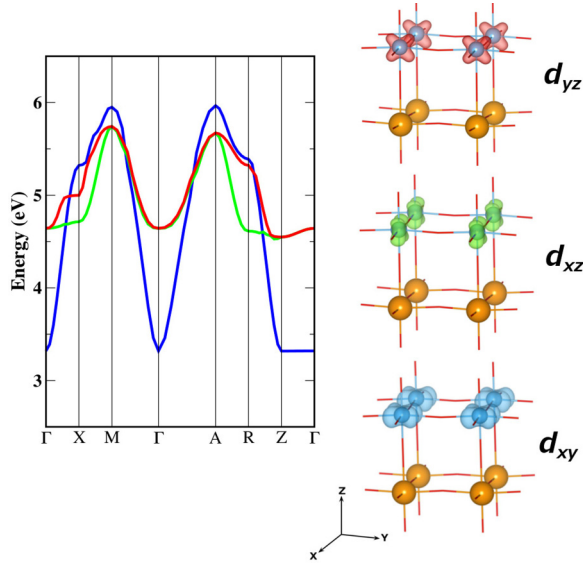 Energy (eV)
6
5
4
3
Γ X M Γ A R Z Γ
dyz
dxz
dxy
Z
Y
X